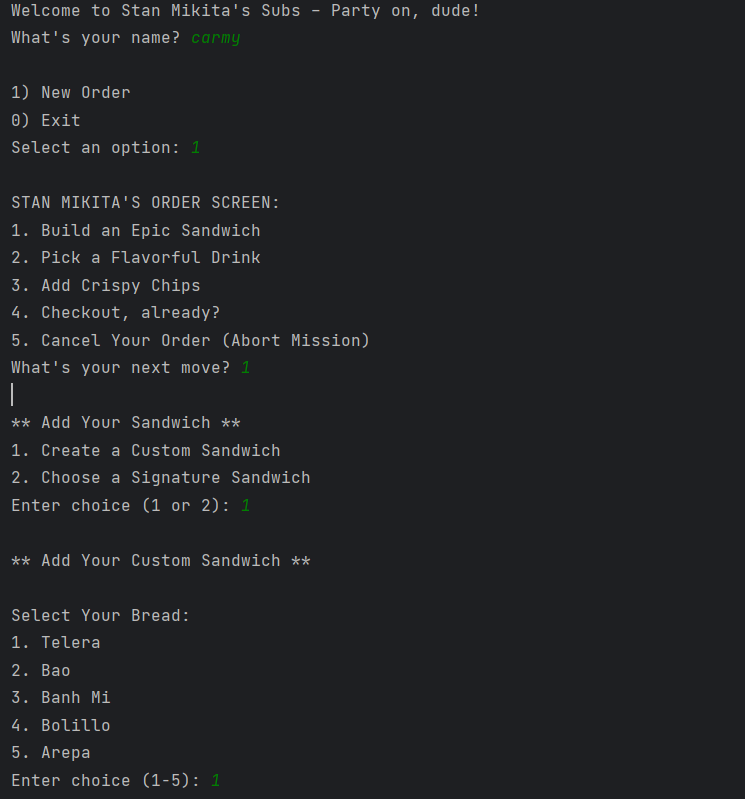 Welcome to Stan Mikita's Subs – Party on, dude!
What's your name? carmy
1) New Order
0) Exit
Select an option: 1
STAN MIKITA'S ORDER SCREEN:
1. Build an Epic Sandwich
2. Pick a Flavorful Drink
3. Add Crispy Chips
4. Checkout, already?
5. Cancel Your Order (Abort Mission)
What's your next move? 1
** Add Your Sandwich **
1. Create a Custom Sandwich
2. Choose a Signature Sandwich
Enter choice (1 or 2): 1
** Add Your Custom Sandwich **
Select Your Bread:
1. Telera
2. Bao
3. Banh Mi
4. Bolillo
5. Arepa
Enter choice (1-5): 1